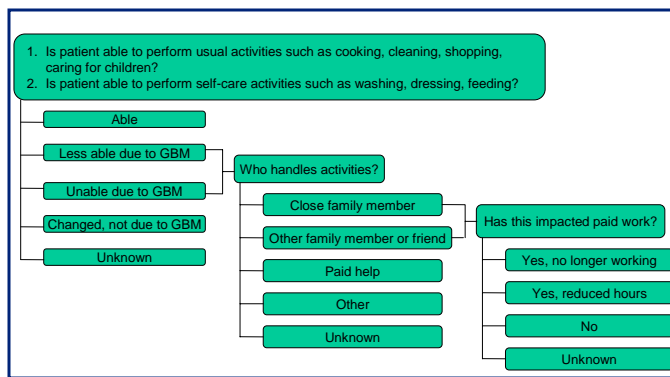 1. Is patient able to perform usual activities such as cooking, cleaning, shopping,
caring for children?
2. Is patient able to perform self-care activities such as washing, dressing, feeding?
Able
Less able due to GBM
Unable due to GBM
Changed, not due to GBM
Unknown
Who handles activities?
Close family member
Other family member or friend
Paid help
Other
Unknown
Has this impacted paid work?
Yes, no longer working
Yes, reduced hours
No
Unknown